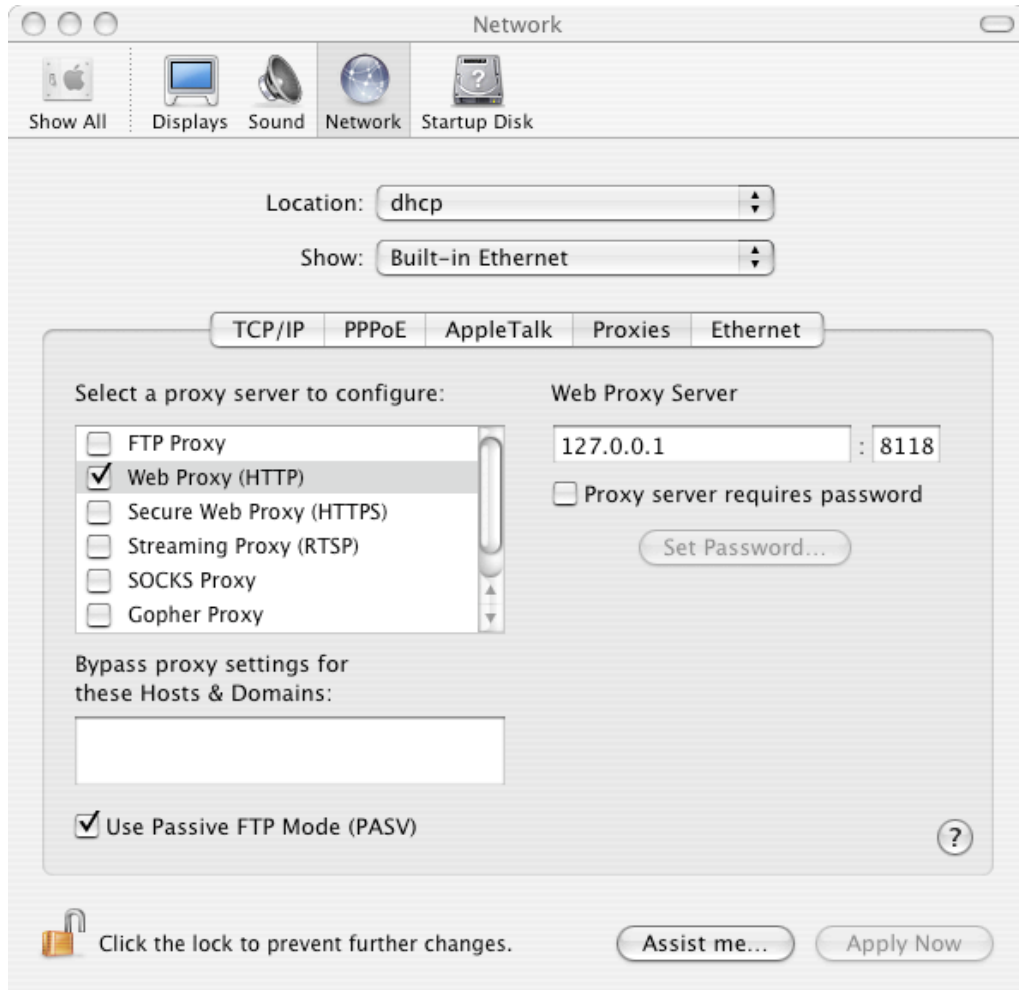 Network
Show All
Displays
Sound
Network
Startup Disk
Location: dhcp
Show: Built-in Ethernet
TCP/IP
PPPoE
AppleTalk
Proxies
Ethernet
Select a proxy server to configure:
FTP Proxy
Web Proxy (HTTP)
Secure Web Proxy (HTTPS)
Streaming Proxy (RTSP)
SOCKS Proxy
Gopher Proxy
Web Proxy Server
127.0.0.1 : 8118
Proxy server requires password
Set Password...
Bypass proxy settings for
these Hosts & Domains:
Use Passive FTP Mode (PASV)
?
Click the lock to prevent further changes.
Assist me...
Apply Now